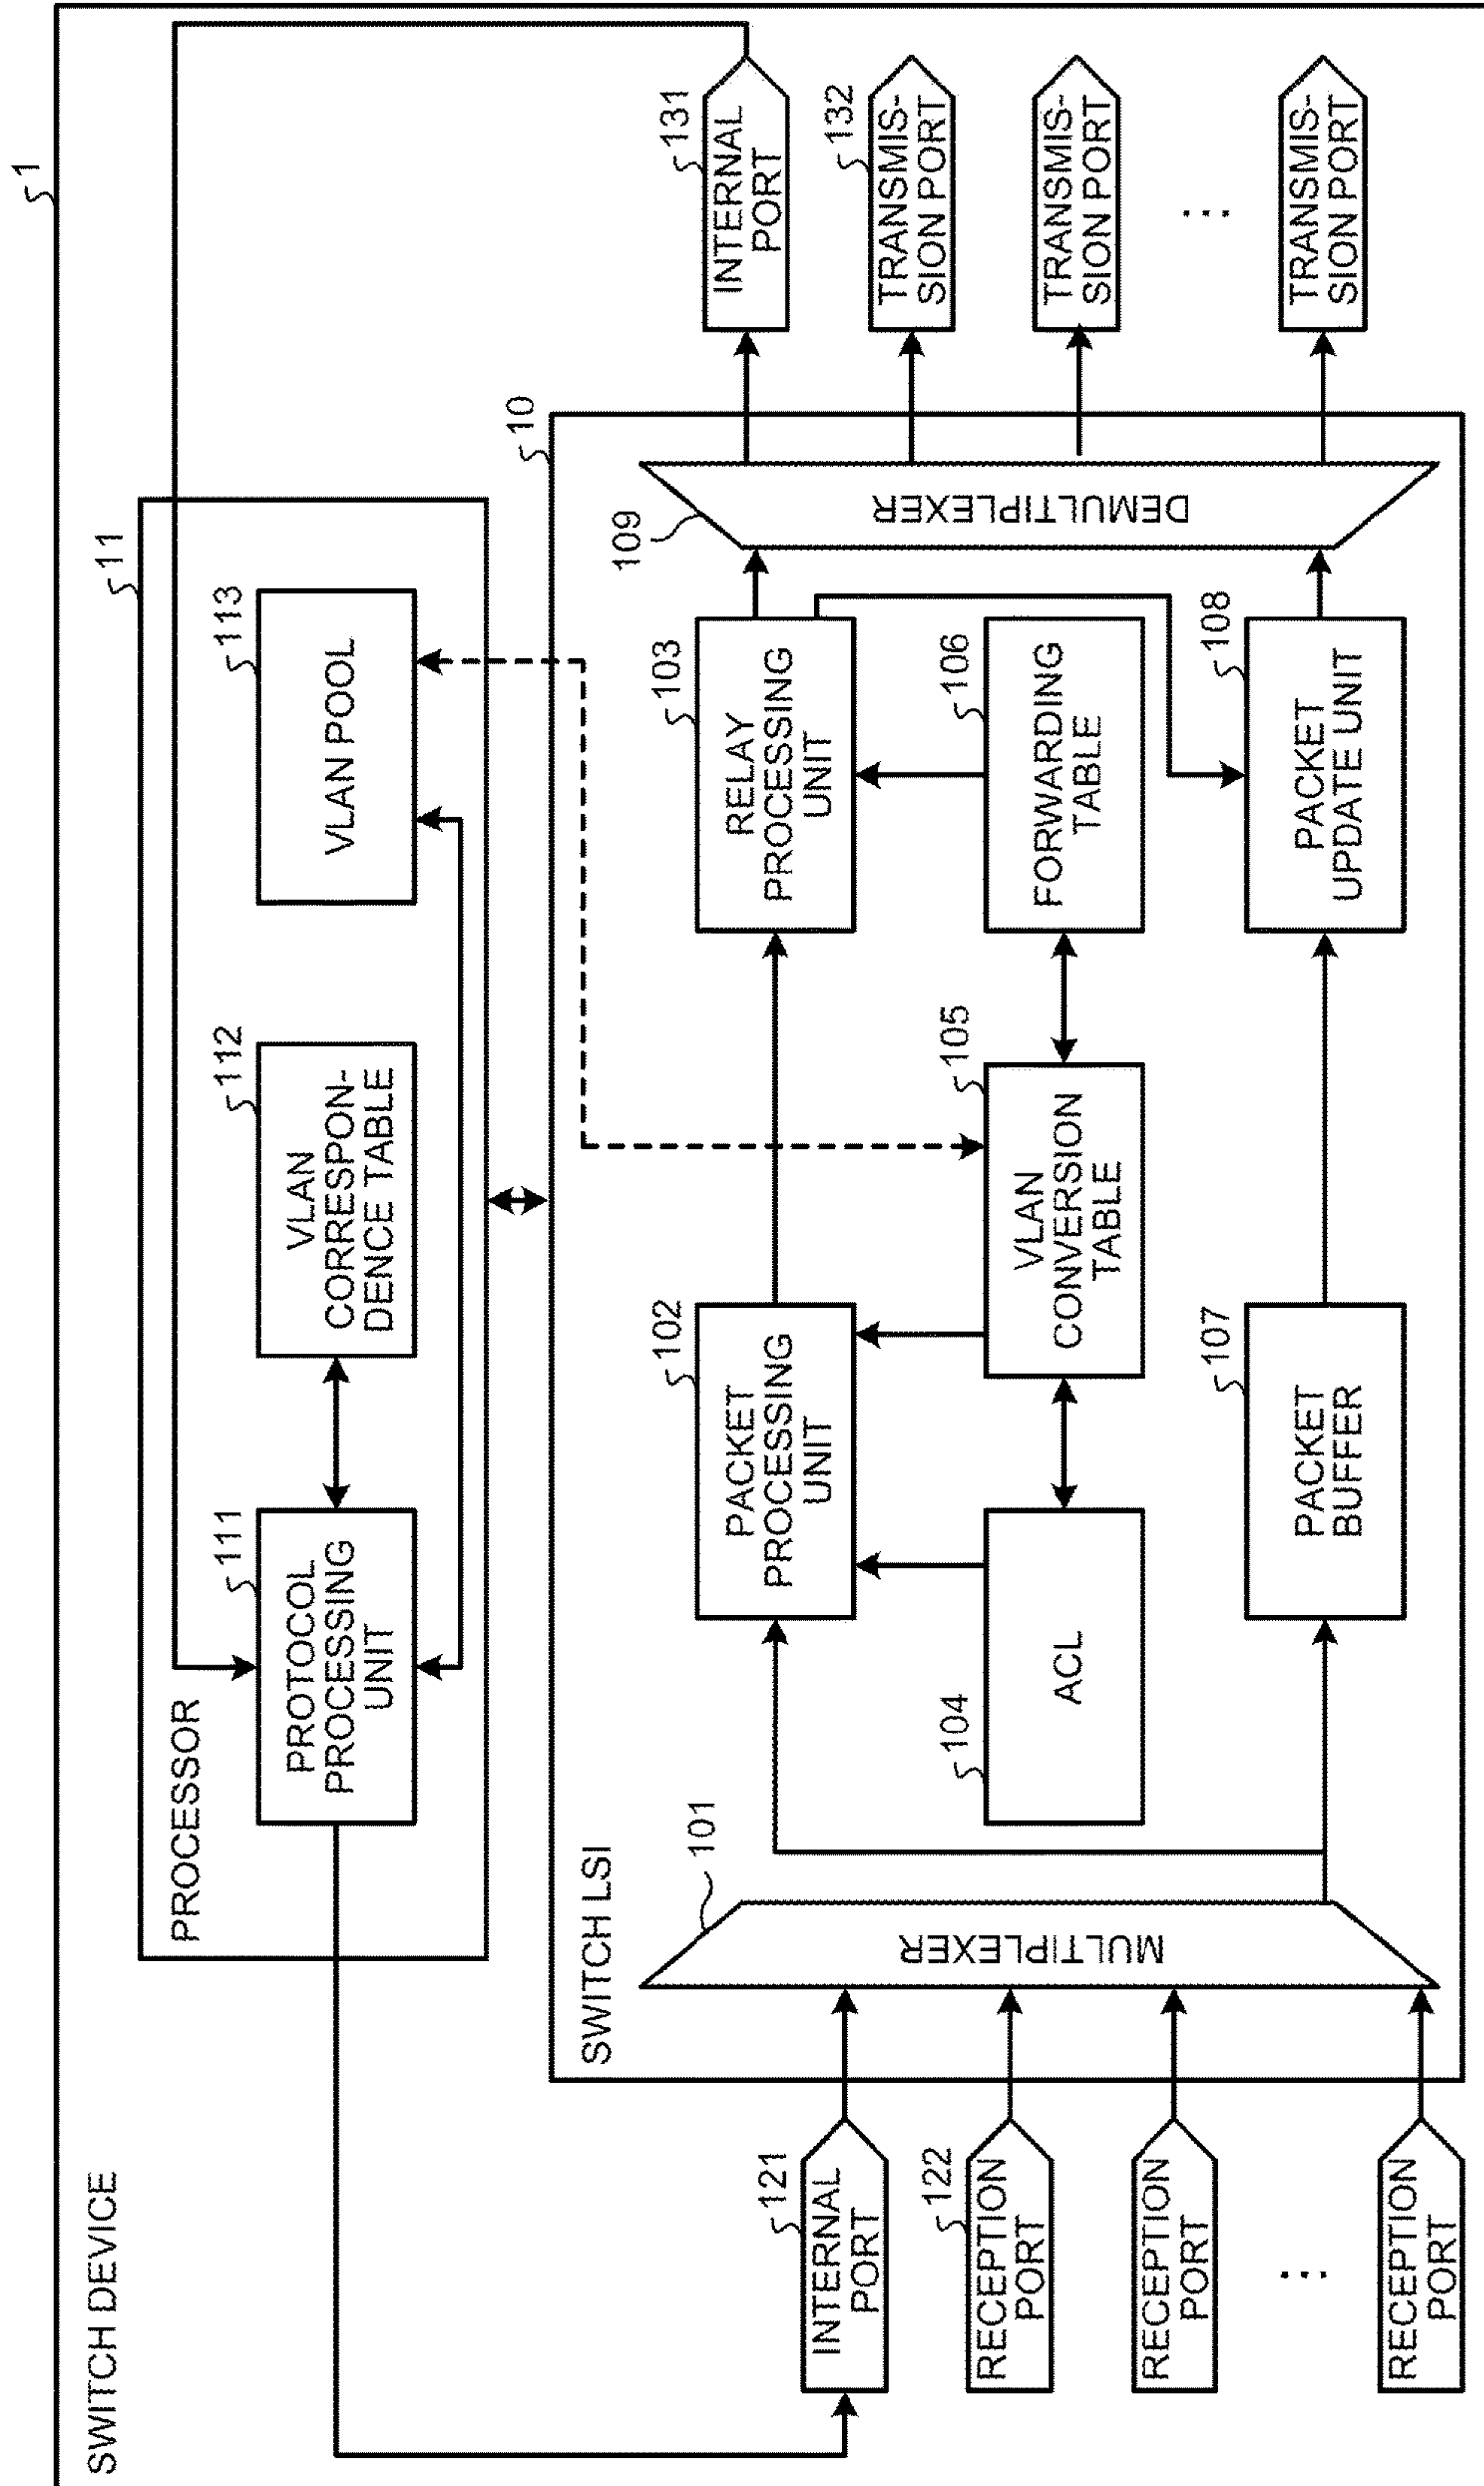 SWITCH DEVICE
1
PROCESSOR
11
PROTOCOL
PROCESSING
UNIT
111
VLAN
CORRESPON-
DENCE TABLE
112
VLAN POOL
113
SWITCH LSI
10
INTERNAL
PORT
121
RECEPTION
PORT
122
RECEPTION
PORT
...
RECEPTION
PORT
MULTIPLEXER
101
PACKET
PROCESSING
UNIT
102
RELAY
PROCESSING
UNIT
103
ACL
104
VLAN
CONVERSION
TABLE
105
FORWARDING
TABLE
106
PACKET
BUFFER
107
PACKET
UPDATE UNIT
108
DEMULTIPLEXER
109
INTERNAL
PORT
131
TRANSMIS-
SION PORT
132
TRANSMIS-
SION PORT
...
TRANSMIS-
SION PORT